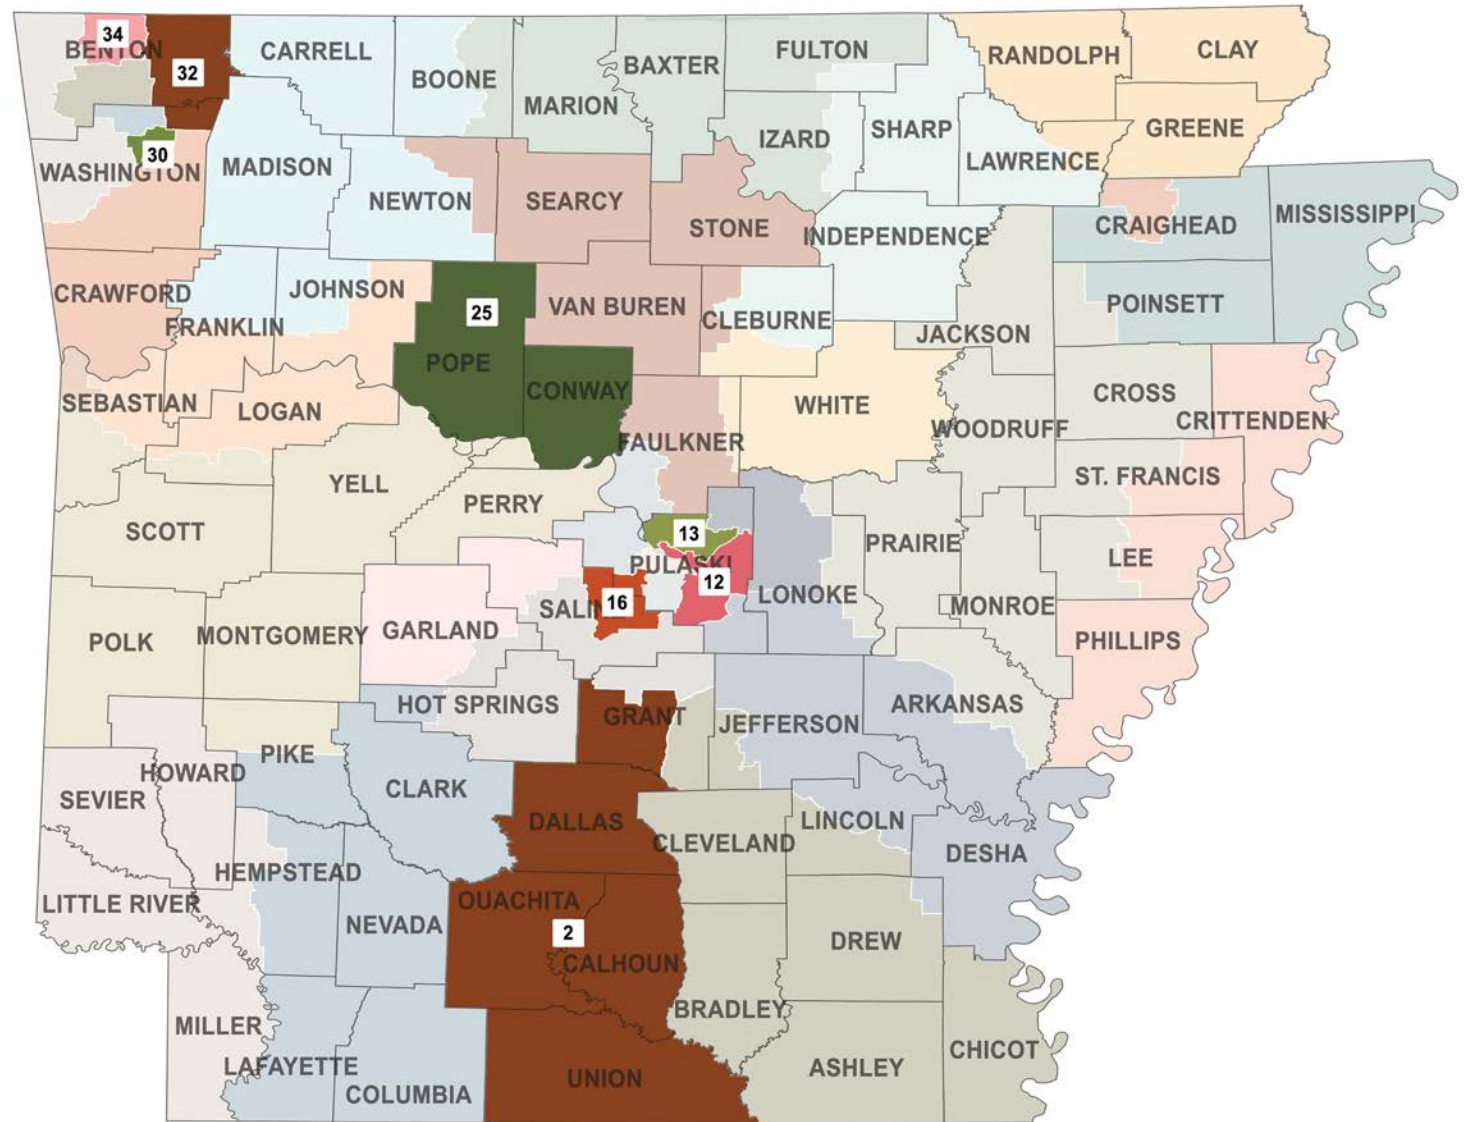 34
BENTON
32
CARRELL
BOONE
MARION
BAXTER
FULTON
RANDOLPH
CLAY
IZARD
SHARP
LAWRENCE
GREENE
30
WASHINGTON
MADISON
NEWTON
SEARCY
STONE
INDEPENDENCE
CRAIGHEAD
MISSISSIPPI
CRAWFORD
FRANKLIN
JOHNSON
25
POPE
VAN BUREN
CLEBURNE
JACKSON
POINSETT
SEBASTIAN
LOGAN
CONWAY
FAULKNER
WHITE
WOODRUFF
CROSS
CRITTENDEN
YELL
PERRY
ST. FRANCIS
SCOTT
13
PULASKI
12
PRAIRIE
LEE
16
SALINE
LONOKE
MONROE
POLK
MONTGOMERY
GARLAND
PHILLIPS
HOT SPRINGS
GRANT
JEFFERSON
ARKANSAS
PIKE
HOWARD
SEVIER
CLARK
DALLAS
CLEVELAND
LINCOLN
DESHA
HEMPSTEAD
LITTLE RIVER
NEVADA
OUACHITA
2
CALHOUN
DREW
BRADLEY
MILLER
LAFAYETTE
COLUMBIA
UNION
ASHLEY
CHICOT